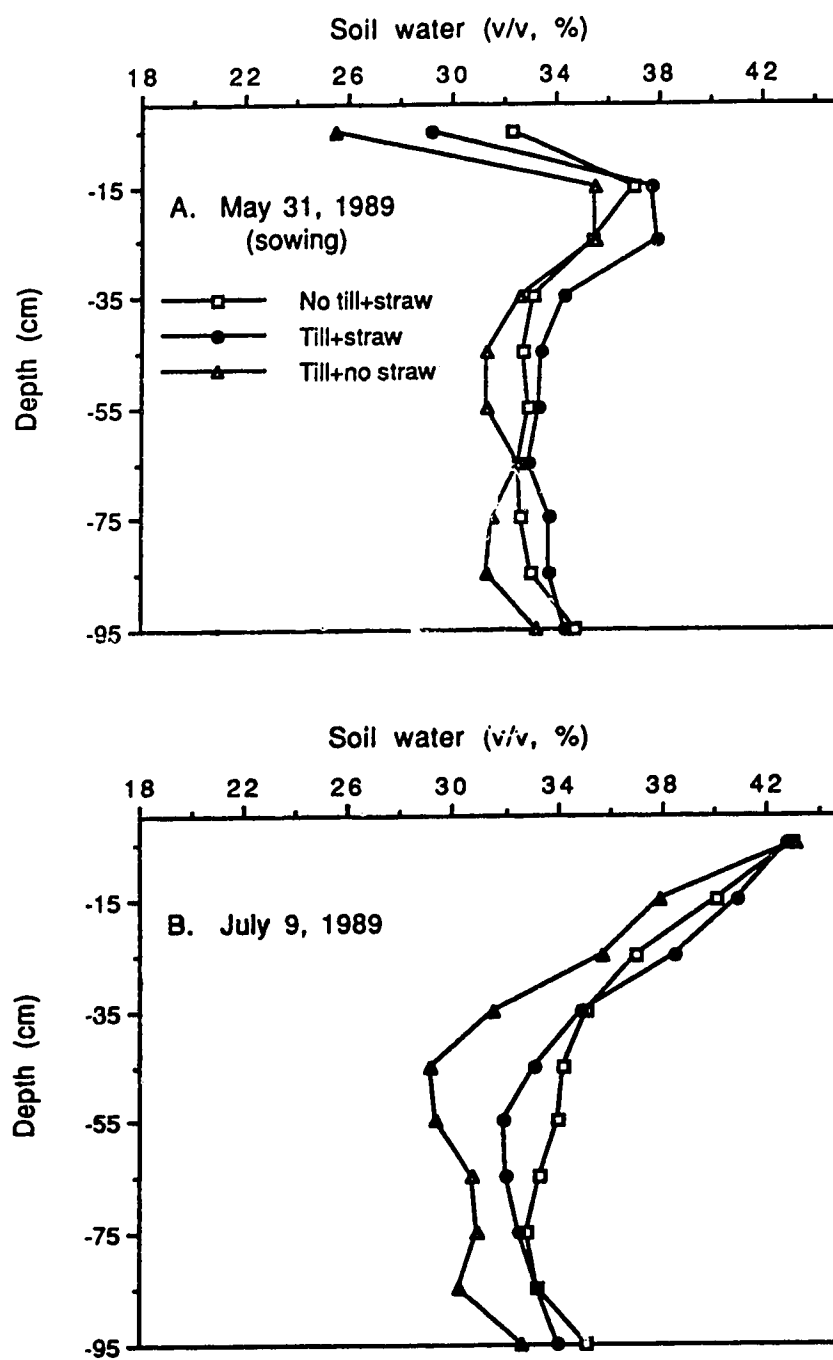 Soil water (v/v, %)
18 22 26 30 34 38 42
-15
-35
-55
-75
-95
Depth (cm)
A. May 31, 1989
(sowing)
No till+straw
Till+straw
Till+no straw
Soil water (v/v, %)
18 22 26 30 34 38 42
-15
-35
-55
-75
-95
Depth (cm)
B. July 9, 1989